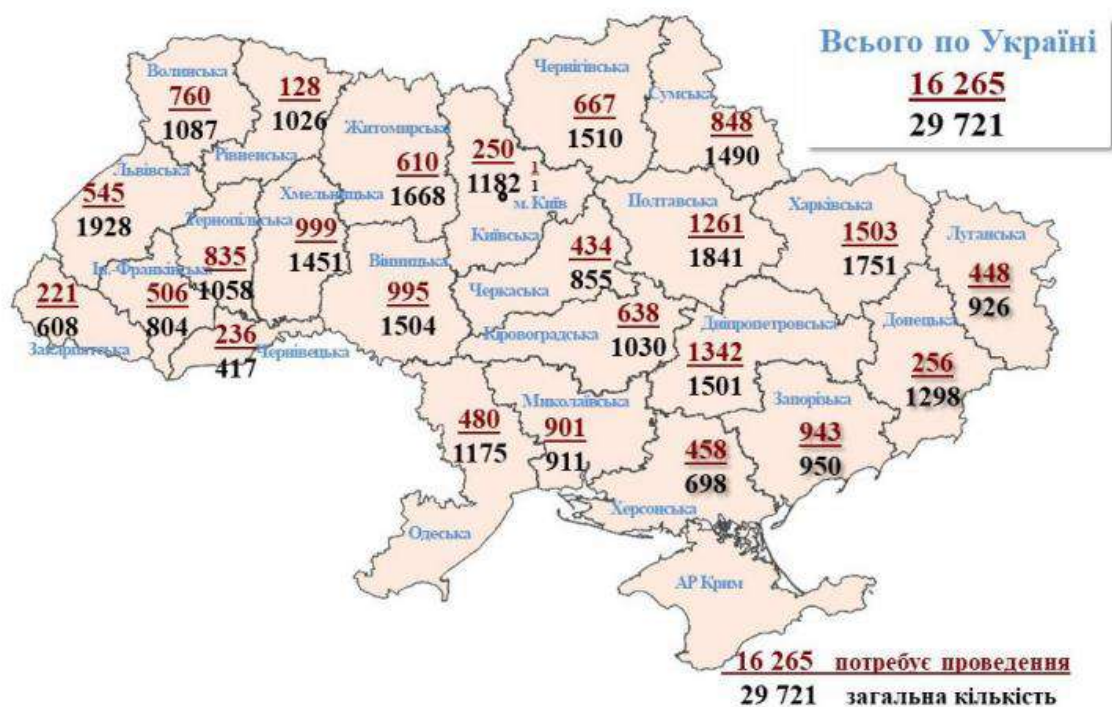 Всього по Україні
16 265
29 721
Волинська
760
1087
128
1026
Рівненська
Житомирська
610
1668
250
1182
1
1
м. Київ
Київська
Чернігівська
667
1510
Сумська
848
1490
Львівська
545
1928
Тернопільська
835
1058
Хмельницька
999
1451
Вінницька
995
1504
Черкаська
434
855
Полтавська
1261
1841
Харківська
1503
1751
Луганська
448
926
Ів.-Франківська
506
804
221
608
Закарпатська
236
417
Чернівецька
Кіровоградська
638
1030
Дніпропетровська
1342
1501
Донецька
256
1298
480
1175
Одеська
Миколаївська
901
911
458
698
Херсонська
Запорізька
943
950
АР Крим
16 265 потребує проведення
29 721 загальна кількість